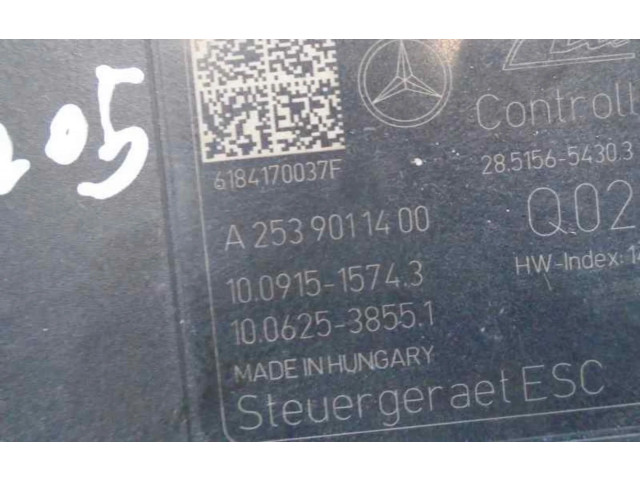 205
Controll
6184170037F
28.5156-5430.3
A 253 901 14 00
Q02
HW-Index: 14
10.0915-1574.3
10.0625-3855.1
MADE IN HUNGARY
Steuergeraet ESC